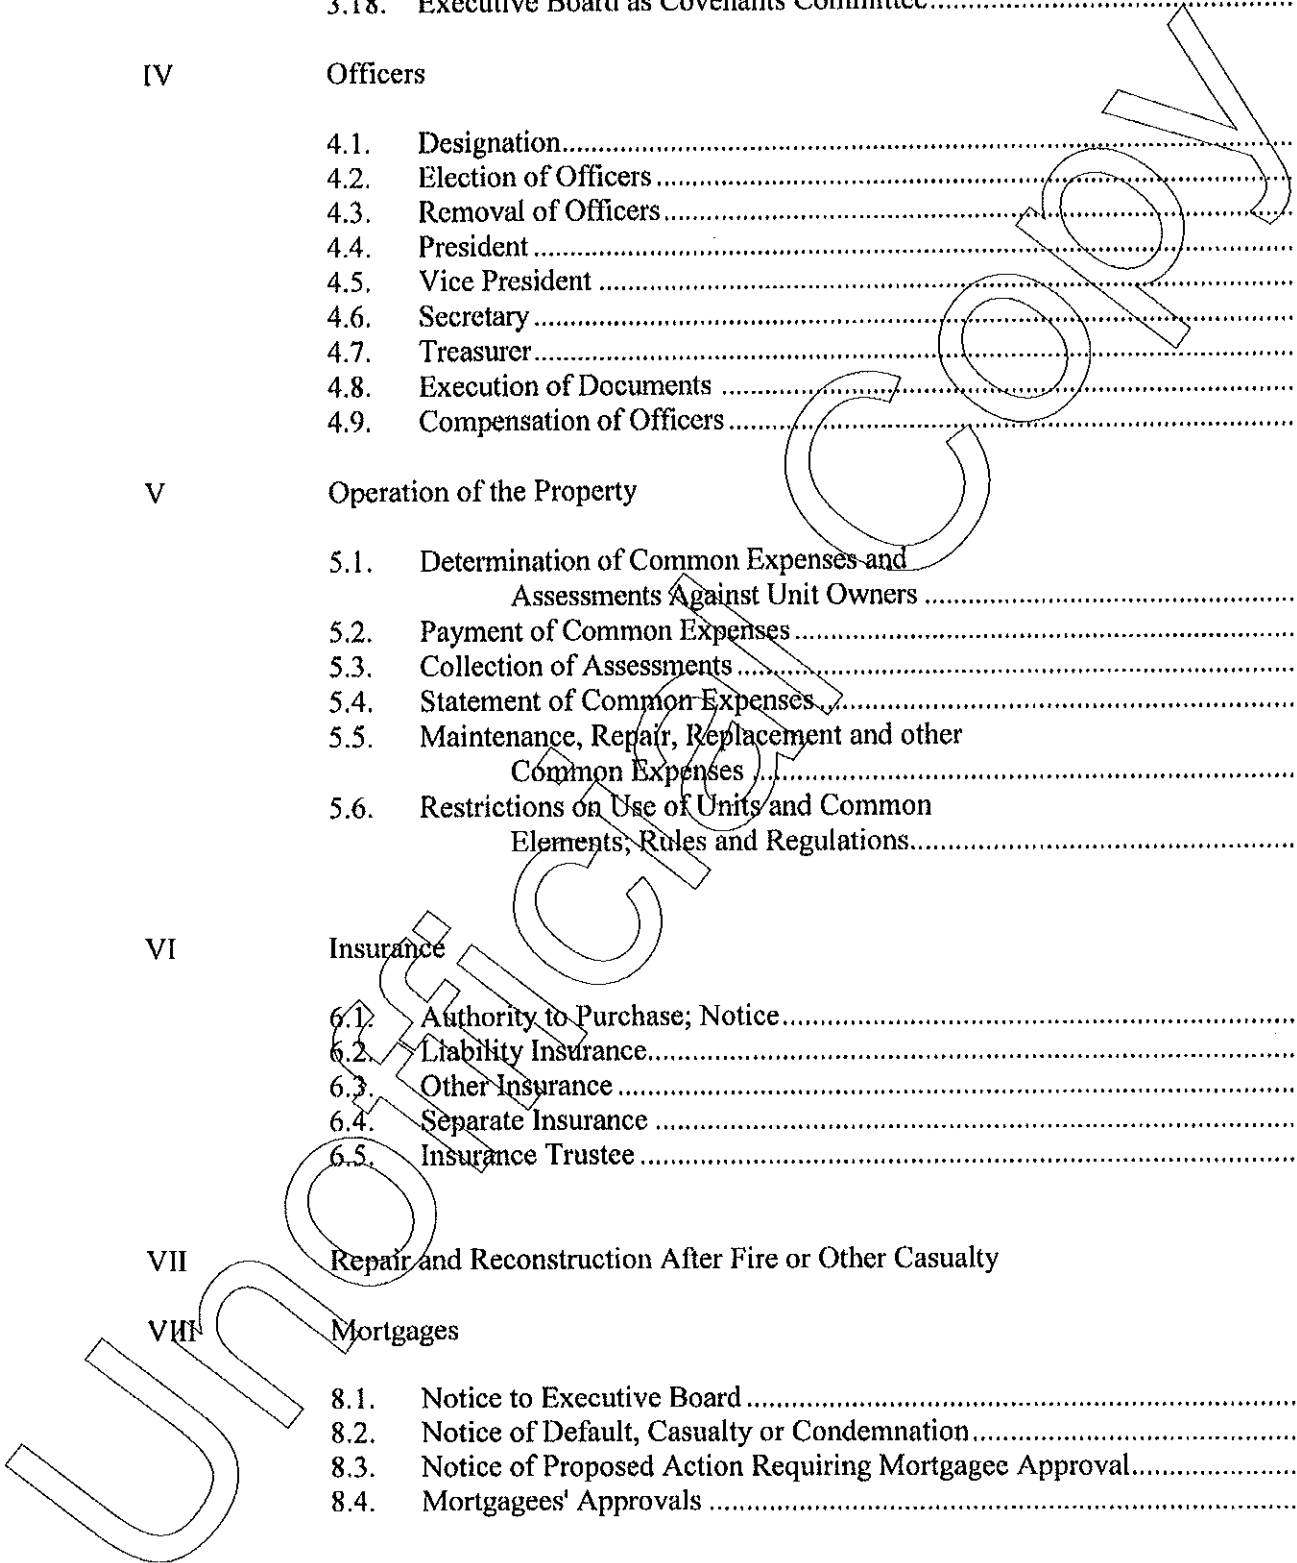 3.18. Executive Board as Covenants Committee
IV Officers
4.1. Designation
4.2. Election of Officers
4.3. Removal of Officers
4.4. President
4.5. Vice President
4.6. Secretary
4.7. Treasurer
4.8. Execution of Documents
4.9. Compensation of Officers
V Operation of the Property
5.1. Determination of Common Expenses and
Assessments Against Unit Owners
5.2. Payment of Common Expenses
5.3. Collection of Assessments
5.4. Statement of Common Expenses
5.5. Maintenance, Repair, Replacement and other
Common Expenses
5.6. Restrictions on Use of Units and Common
Elements; Rules and Regulations
VI Insurance
6.1. Authority to Purchase; Notice
6.2. Liability Insurance
6.3. Other Insurance
6.4. Separate Insurance
6.5. Insurance Trustee
VII Repair and Reconstruction After Fire or Other Casualty
VIII Mortgages
8.1. Notice to Executive Board
8.2. Notice of Default, Casualty or Condemnation
8.3. Notice of Proposed Action Requiring Mortgagee Approval
8.4. Mortgagees' Approvals
Unofficial Copy